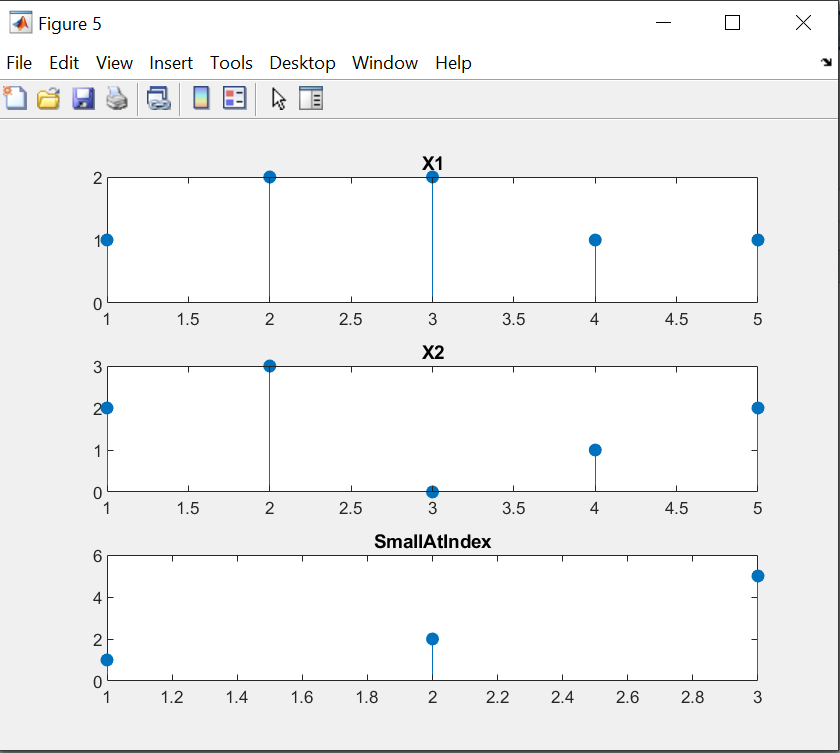 Figure 5
File Edit View Insert Tools Desktop Window Help
X1
2
1
0
1 1.5 2 2.5 3 3.5 4 4.5 5
X2
3
2
1
0
1 1.5 2 2.5 3 3.5 4 4.5 5
SmallAtIndex
6
4
2
0
1 1.2 1.4 1.6 1.8 2 2.2 2.4 2.6 2.8 3